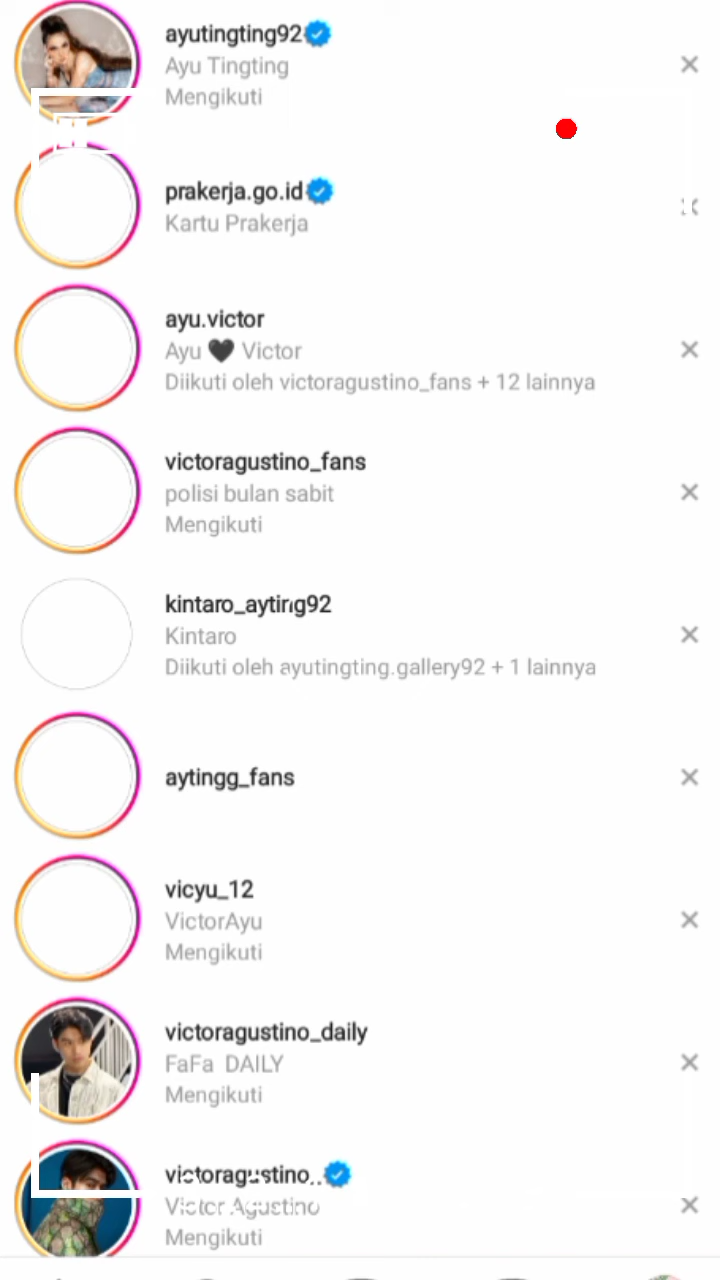 ayutingting92
Ayu Tingting
Mengikuti
prakerja.go.id
Kartu Prakerja
ayu.victor
Ayu 🖤 Victor
Diikuti oleh victoragustino_fans + 12 lainnya
victoragustino_fans
polisi bulan sabit
Mengikuti
kintaro_ayting92
Kintaro
Diikuti oleh ayutingting.gallery92 + 1 lainnya
aytingg_fans
vicyu_12
VictorAyu
Mengikuti
victoragustino_daily
FaFa DAILY
Mengikuti
victoragustino..
Victor Agustino
Mengikuti